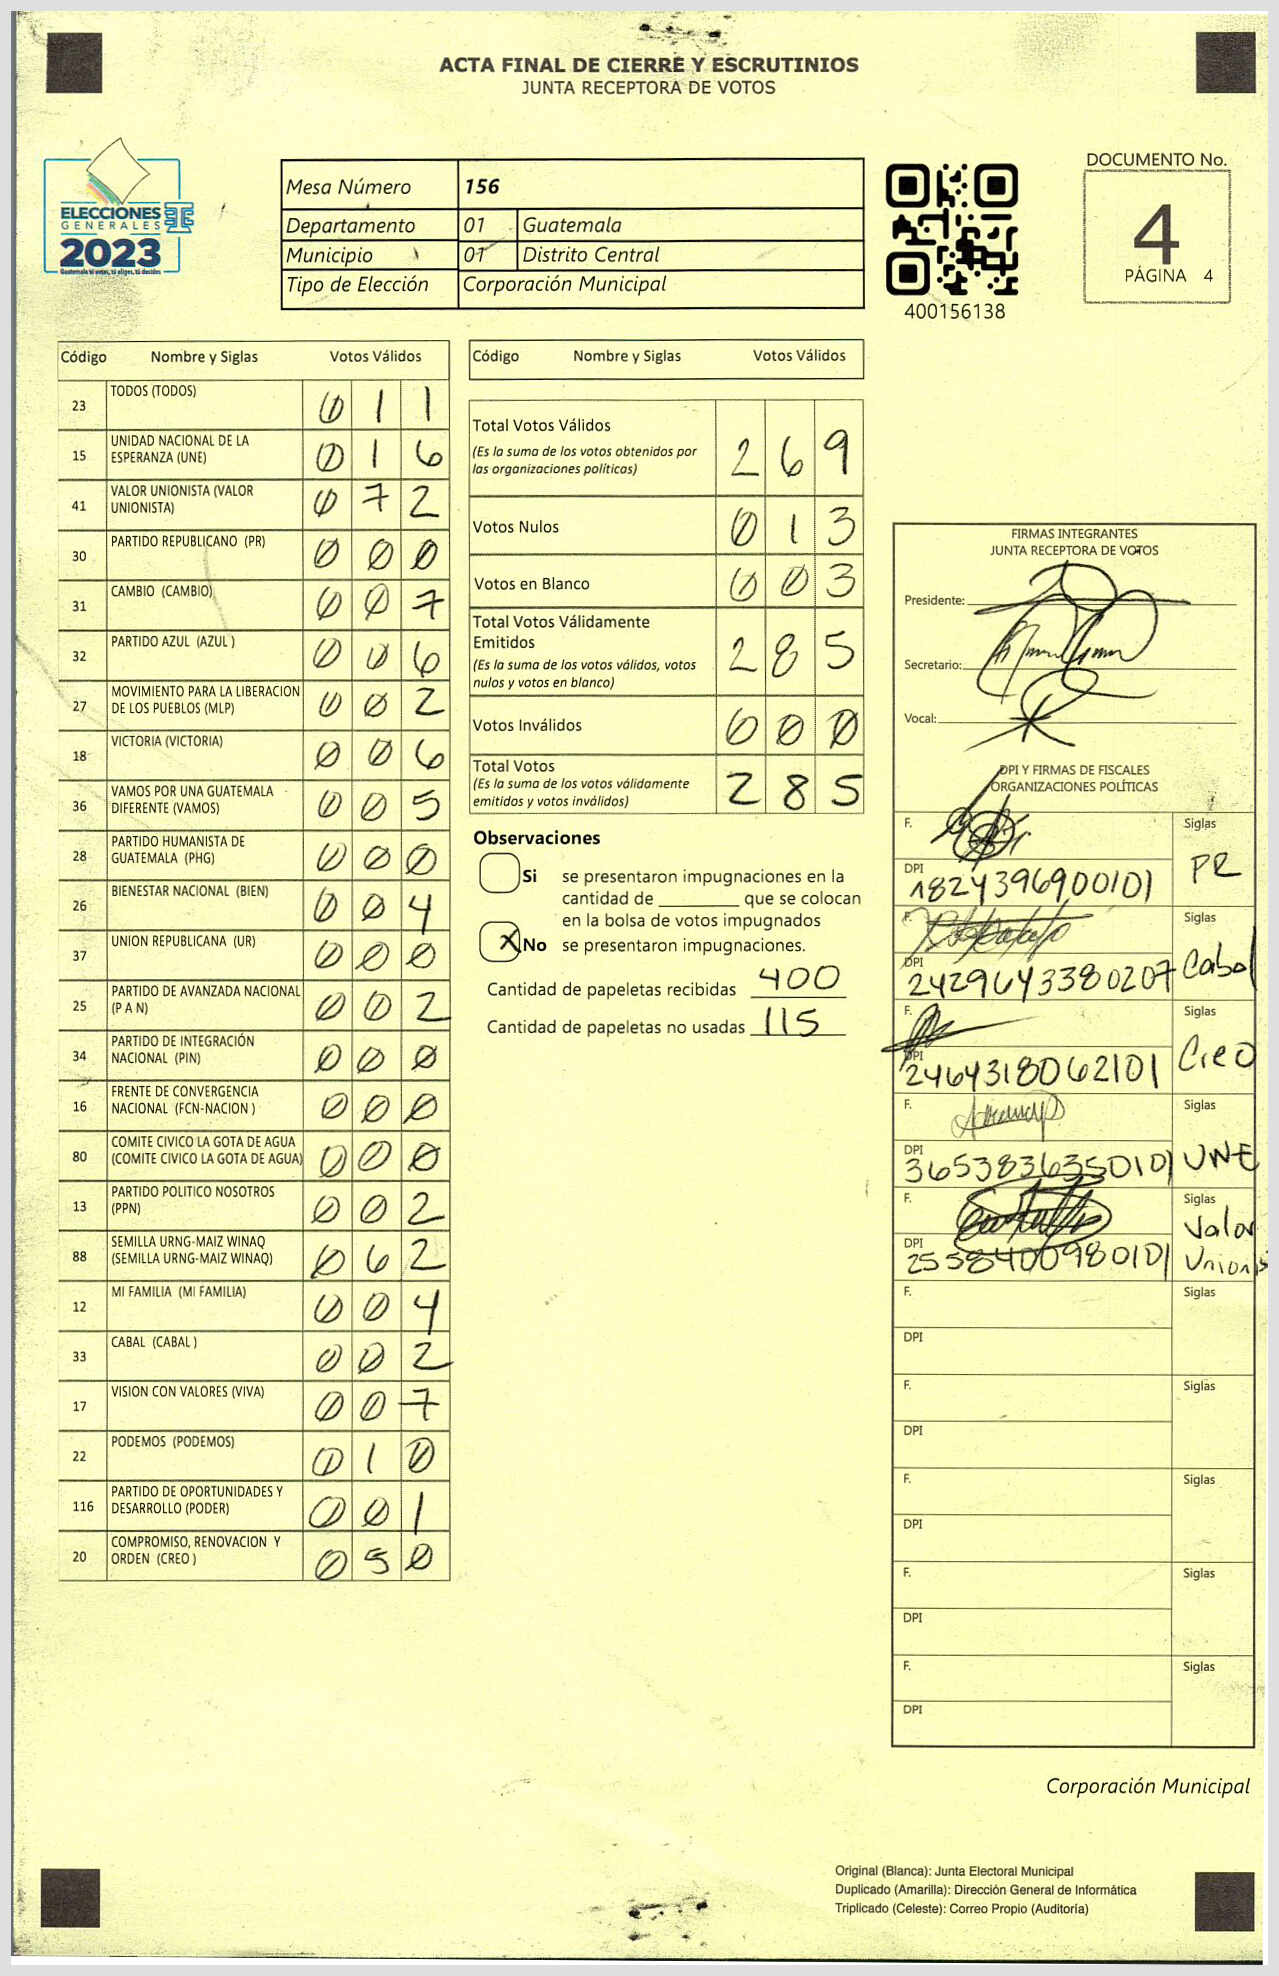 ACTA FINAL DE CIERRE Y ESCRUTINIOS
JUNTA RECEPTORA DE VOTOS
ELECCIONES
GENERALES
2023
Guatemala tú votas, tú eliges, tú decides
Mesa Número 156
Departamento 01 Guatemala
Municipio 01 Distrito Central
Tipo de Elección Corporación Municipal
400156138
DOCUMENTO No.
4
PÁGINA 4
Código Nombre y Siglas Votos Válidos
23 TODOS (TODOS) 0 1 1
15 UNIDAD NACIONAL DE LA
ESPERANZA (UNE) 0 1 6
41 VALOR UNIONISTA (VALOR
UNIONISTA) 0 7 2
30 PARTIDO REPUBLICANO (PR) 0 0 0
31 CAMBIO (CAMBIO) 0 0 7
32 PARTIDO AZUL (AZUL ) 0 0 6
27 MOVIMIENTO PARA LA LIBERACION
DE LOS PUEBLOS (MLP) 0 0 2
18 VICTORIA (VICTORIA) 0 0 6
36 VAMOS POR UNA GUATEMALA
DIFERENTE (VAMOS) 0 0 5
28 PARTIDO HUMANISTA DE
GUATEMALA (PHG) 0 0 0
26 BIENESTAR NACIONAL (BIEN) 0 0 4
37 UNION REPUBLICANA (UR) 0 0 0
25 PARTIDO DE AVANZADA NACIONAL
(P A N) 0 0 2
34 PARTIDO DE INTEGRACIÓN
NACIONAL (PIN) 0 0 0
16 FRENTE DE CONVERGENCIA
NACIONAL (FCN-NACION ) 0 0 0
80 COMITE CIVICO LA GOTA DE AGUA
(COMITE CIVICO LA GOTA DE AGUA) 0 0 0
13 PARTIDO POLITICO NOSOTROS
(PPN) 0 0 2
88 SEMILLA URNG-MAIZ WINAQ
(SEMILLA URNG-MAIZ WINAQ) 0 6 2
12 MI FAMILIA (MI FAMILIA) 0 0 4
33 CABAL (CABAL ) 0 0 2
17 VISION CON VALORES (VIVA) 0 0 7
22 PODEMOS (PODEMOS) 0 1 0
116 PARTIDO DE OPORTUNIDADES Y
DESARROLLO (PODER) 0 0 1
20 COMPROMISO, RENOVACION Y
ORDEN (CREO ) 0 5 0
Código Nombre y Siglas Votos Válidos
Total Votos Válidos 2 6 9
(Es la suma de los votos obtenidos por
las organizaciones políticas)
Votos Nulos 0 1 3
Votos en Blanco 0 0 3
Total Votos Válidamente
Emitidos 2 8 5
(Es la suma de los votos válidos, votos
nulos y votos en blanco)
Votos Inválidos 0 0 0
Total Votos 2 8 5
(Es la suma de los votos válidamente
emitidos y votos inválidos)
Observaciones
Si se presentaron impugnaciones en la
cantidad de ________ que se colocan
en la bolsa de votos impugnados
X No se presentaron impugnaciones.
Cantidad de papeletas recibidas 400
Cantidad de papeletas no usadas 115
FIRMAS INTEGRANTES
JUNTA RECEPTORA DE VOTOS
Presidente:
Secretario:
Vocal:
DPI Y FIRMAS DE FISCALES
ORGANIZACIONES POLÍTICAS
F. Siglas
DPI 1824396900101 PR
F. Siglas
DPI 2429643380207 Cabal
F. Siglas
DPI 2464318062101 Creo
F. Siglas
DPI 3653836350101 UNE
F. Siglas
DPI 2558400980101 Valor
Unionis
F. Siglas
DPI
F. Siglas
DPI
F. Siglas
DPI
F. Siglas
DPI
F. Siglas
DPI
Corporación Municipal
Original (Blanca): Junta Electoral Municipal
Duplicado (Amarilla): Dirección General de Informática
Triplicado (Celeste): Correo Propio (Auditoría)